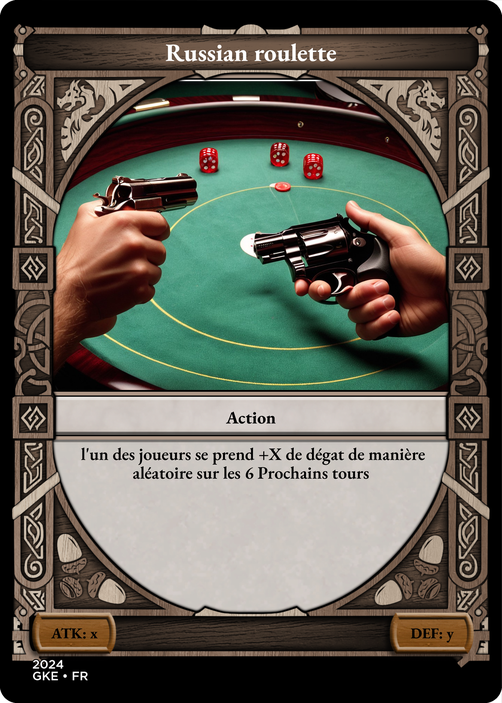 Russian roulette
Action
l'un des joueurs se prend +X de dégat de manière
aléatoire sur les 6 Prochains tours
ATK: x
DEF: y
2024
GKE • FR